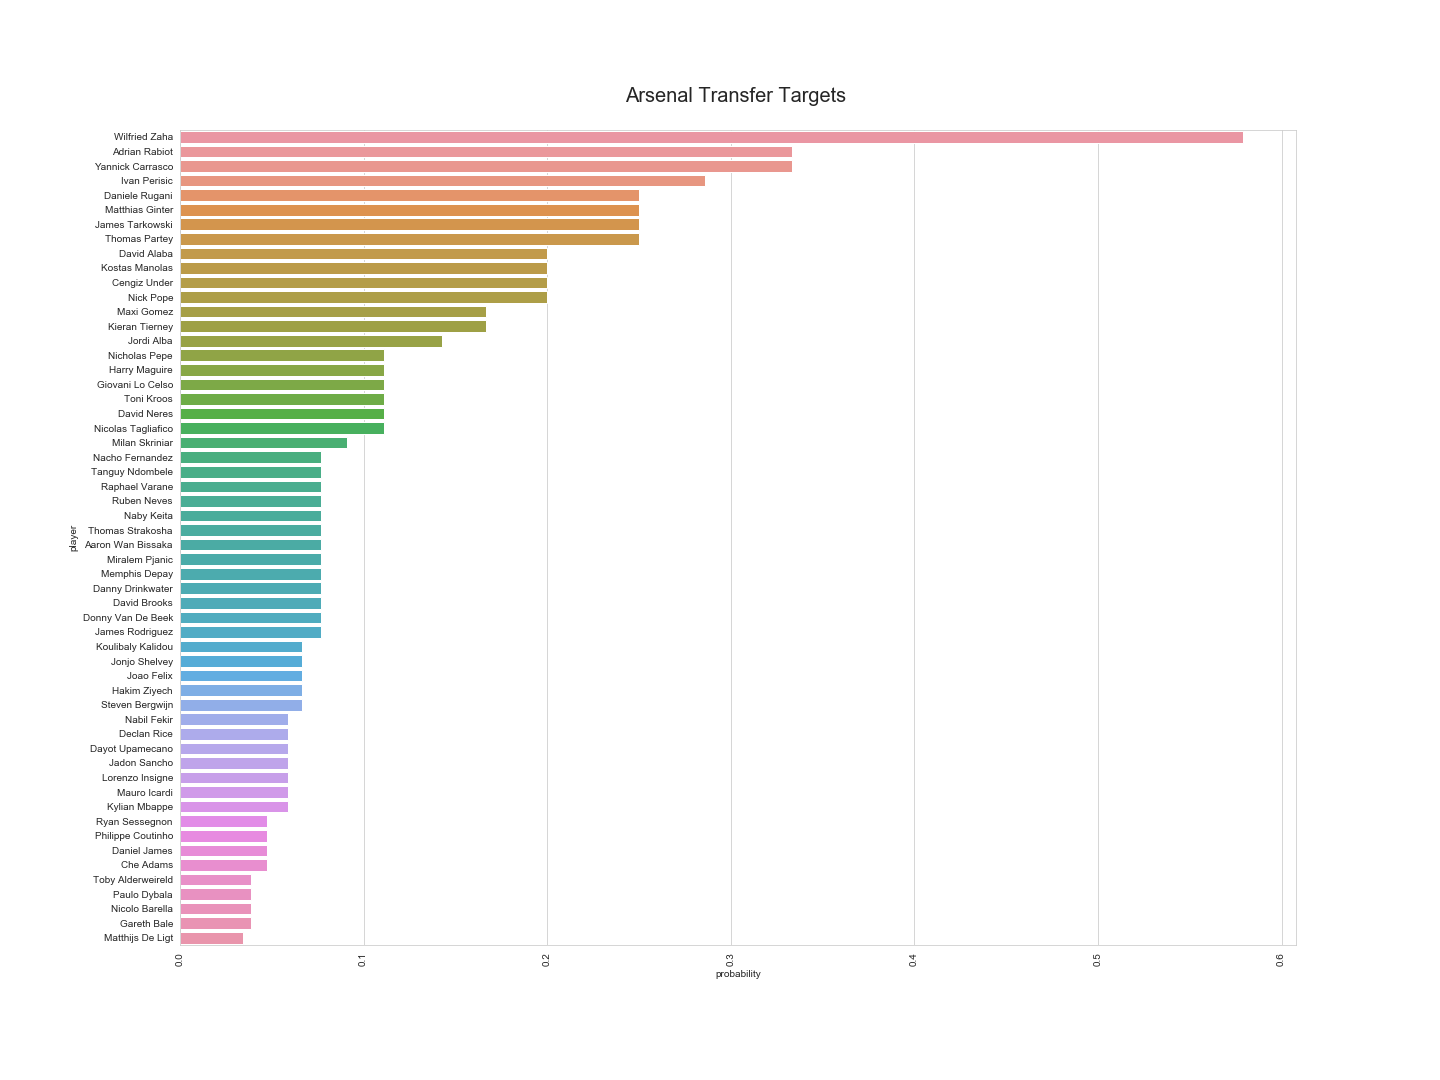 Arsenal Transfer Targets
Wilfried Zaha
Adrian Rabiot
Yannick Carrasco
Ivan Perisic
Daniele Rugani
Matthias Ginter
James Tarkowski
Thomas Partey
David Alaba
Kostas Manolas
Cengiz Under
Nick Pope
Maxi Gomez
Kieran Tierney
Jordi Alba
Nicholas Pepe
Harry Maguire
Giovani Lo Celso
Toni Kroos
David Neres
Nicolas Tagliafico
Milan Skriniar
Nacho Fernandez
Tanguy Ndombele
Raphael Varane
Ruben Neves
Naby Keita
Thomas Strakosha
Aaron Wan Bissaka
Miralem Pjanic
Memphis Depay
Danny Drinkwater
David Brooks
Donny Van De Beek
James Rodriguez
Koulibaly Kalidou
Jonjo Shelvey
Joao Felix
Hakim Ziyech
Steven Bergwijn
Nabil Fekir
Declan Rice
Dayot Upamecano
Jadon Sancho
Lorenzo Insigne
Mauro Icardi
Kylian Mbappe
Ryan Sessegnon
Philippe Coutinho
Daniel James
Che Adams
Toby Alderweireld
Paulo Dybala
Nicolo Barella
Gareth Bale
Matthijs De Ligt
player
0.0 0.1 0.2 0.3 0.4 0.5 0.6
probability